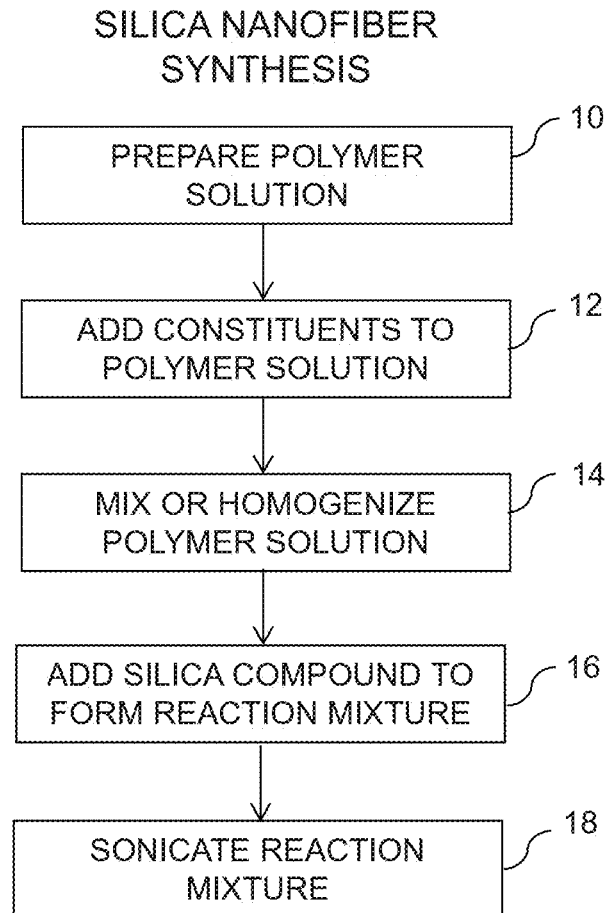 SILICA NANOFIBER
SYNTHESIS
10
PREPARE POLYMER
SOLUTION
12
ADD CONSTITUENTS TO
POLYMER SOLUTION
14
MIX OR HOMOGENIZE
POLYMER SOLUTION
16
ADD SILICA COMPOUND TO
FORM REACTION MIXTURE
18
SONICATE REACTION
MIXTURE